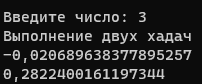 Введите число: 3
Выполнение двух хадач
-0,020689638377895257
0,2822400161197344